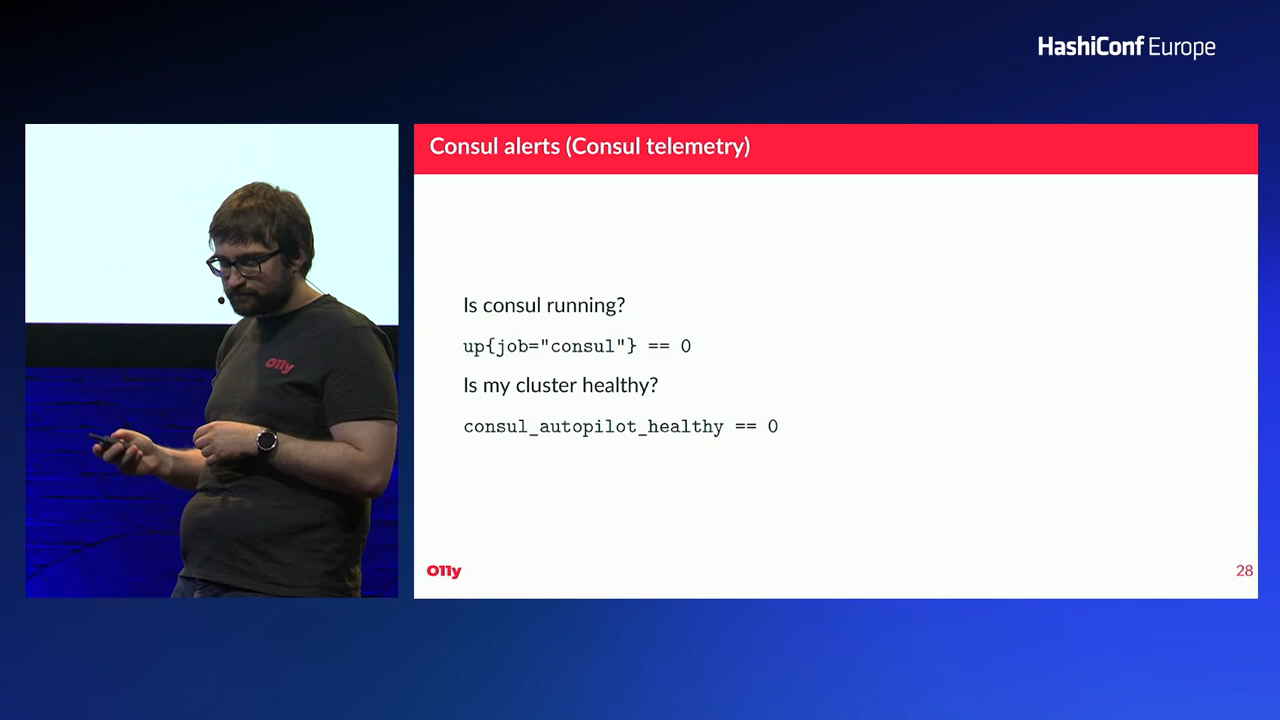 HashiConf Europe
Consul alerts (Consul telemetry)
Is consul running?
up{job="consul"} == 0
Is my cluster healthy?
consul_autopilot_healthy == 0
O11y
O11y
28